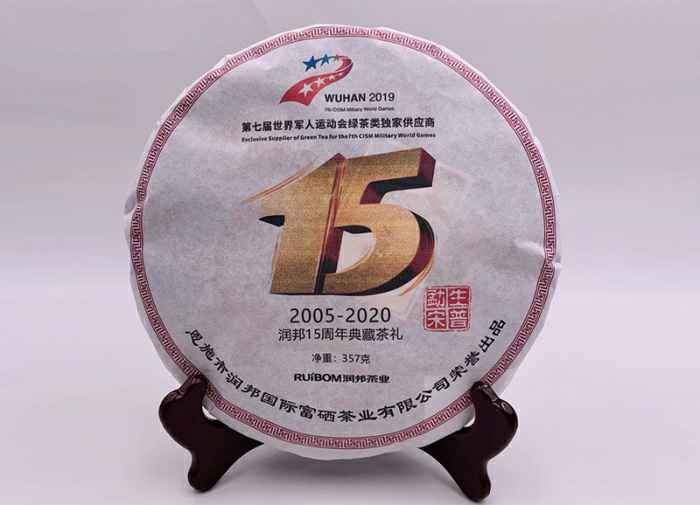 WUHAN 2019
7th CISM Military World Games
第七届世界军人运动会绿茶类独家供应商
Exclusive Supplier of Green Tea for the 7th CISM Military World Games
15
2005-2020
润邦15周年典藏茶礼
净重：357克
RUiBOM润邦茶业
生普
勐宋
恩施市润邦国际富硒茶业有限公司荣誉出品